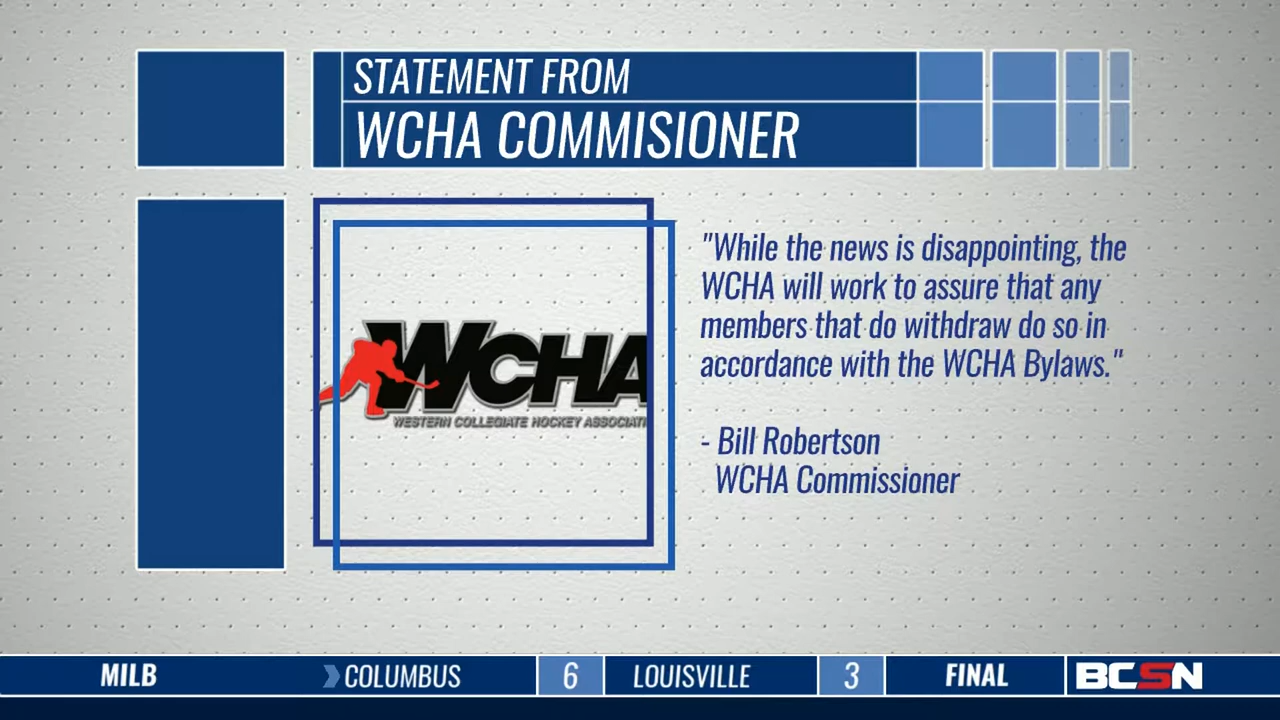 STATEMENT FROM
WCHA COMMISIONER
WCHA
WESTERN COLLEGIATE HOCKEY ASSOCIATI
"While the news is disappointing, the
WCHA will work to assure that any
members that do withdraw do so in
accordance with the WCHA Bylaws."
- Bill Robertson
WCHA Commissioner
MILB COLUMBUS 6 LOUISVILLE 3 FINAL BCSN